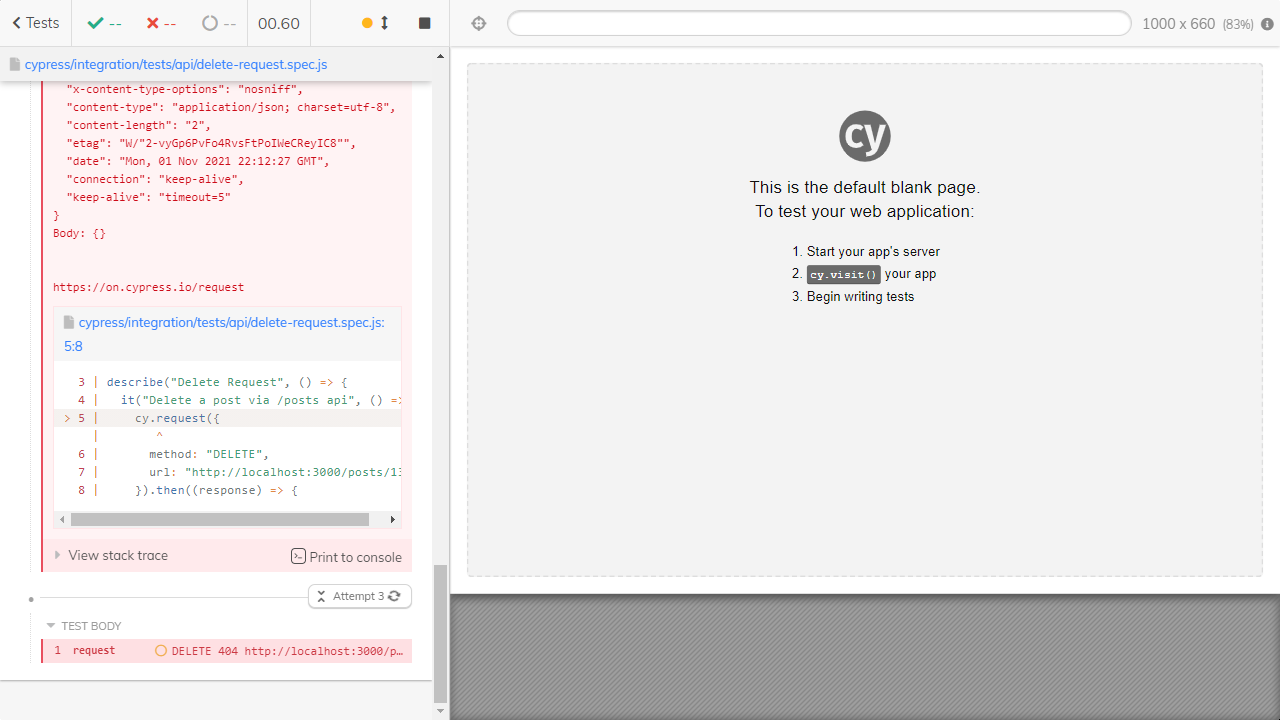 Tests
--
--
--
00.60
1000 x 660 (83%)
cypress/integration/tests/api/delete-request.spec.js
"x-content-type-options": "nosniff",
"content-type": "application/json; charset=utf-8",
"content-length": "2",
"etag": "W/"2-vyGp6PvFo4RvsFtPoIWeCReyIC8"",
"date": "Mon, 01 Nov 2021 22:12:27 GMT",
"connection": "keep-alive",
"keep-alive": "timeout=5"
}
Body: {}
https://on.cypress.io/request
cypress/integration/tests/api/delete-request.spec.js:
5:8
3 | describe("Delete Request", () => {
4 | it("Delete a post via /posts api", () =>
> 5 | cy.request({
| ^
6 | method: "DELETE",
7 | url: "http://localhost:3000/posts/13
8 | }).then((response) => {
View stack trace
Print to console
Attempt 3
TEST BODY
1 request DELETE 404 http://localhost:3000/p…
cy
This is the default blank page.
To test your web application:
1. Start your app's server
2. cy.visit() your app
3. Begin writing tests